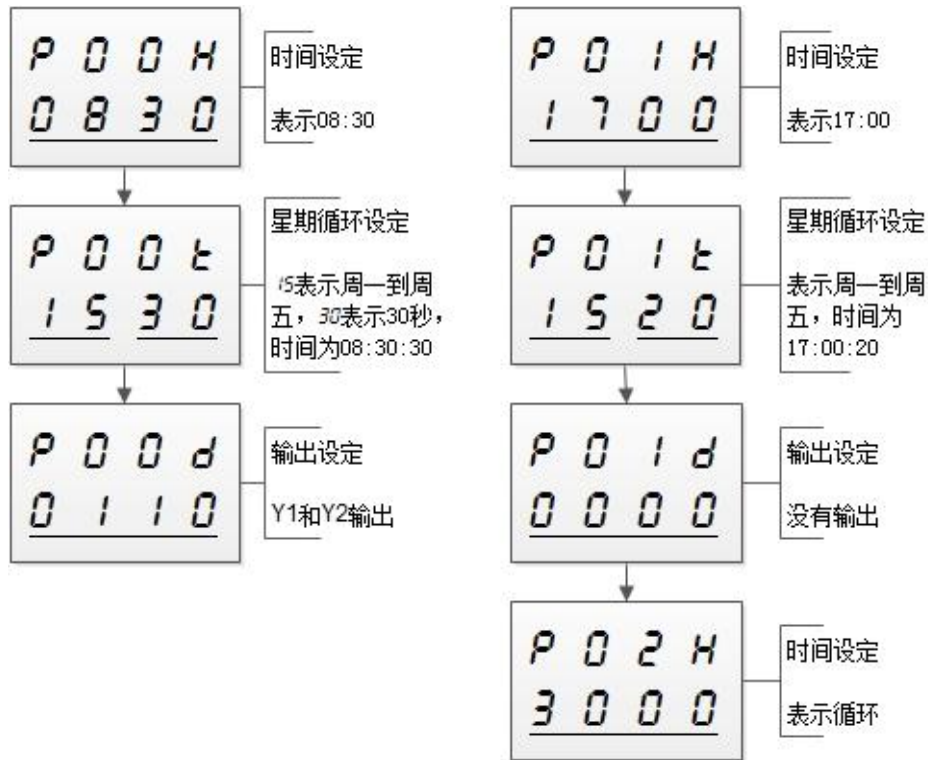 P00H
0830
时间设定
表示08:30
P00t
1530
星期循环设定
15表示周一到周
五，30表示30秒，
时间为08:30:30
P00d
0110
输出设定
Y1和Y2输出
P01H
1700
时间设定
表示17:00
P01t
1520
星期循环设定
表示周一到周
五，时间为
17:00:20
P01d
0000
输出设定
没有输出
P02H
3000
时间设定
表示循环